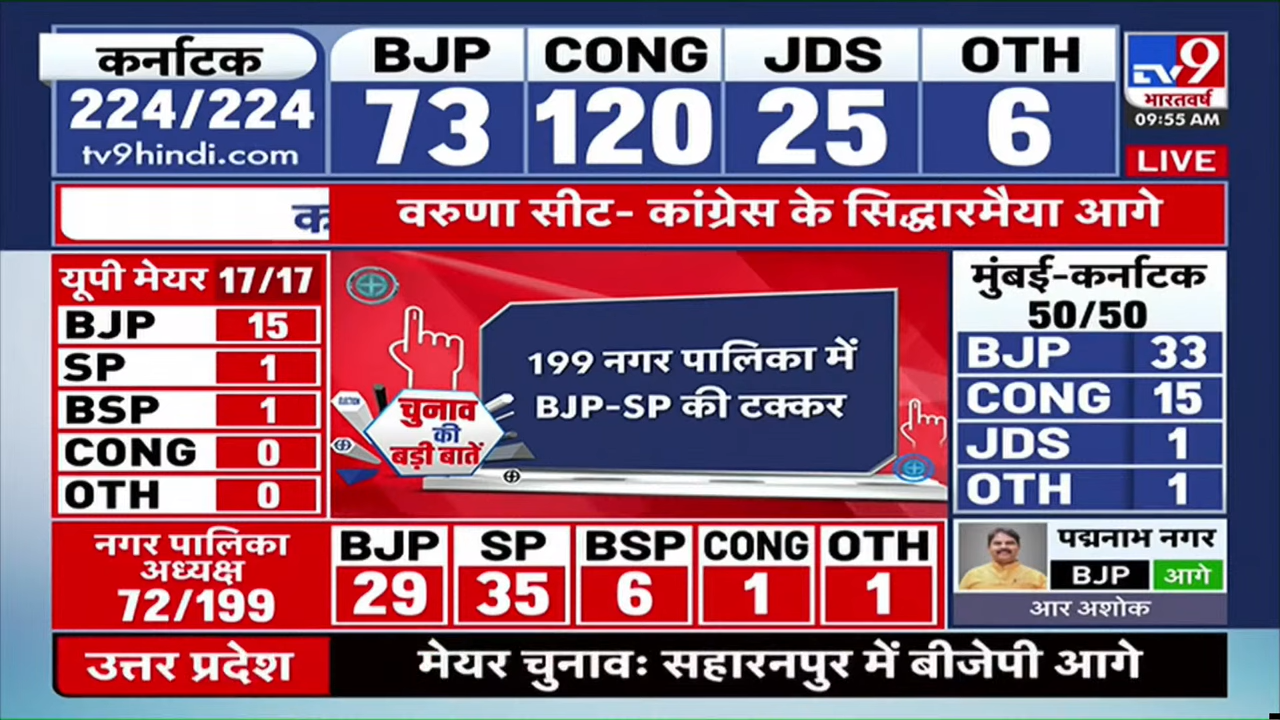 कर्नाटक
224/224
tv9hindi.com
BJP CONG JDS OTH
73 120 25 6
TV9
भारतवर्ष
09:55 AM
LIVE
वरुणा सीट- कांग्रेस के सिद्धारमैया आगे
यूपी मेयर 17/17
BJP 15
SP 1
BSP 1
CONG 0
OTH 0
ELECTION
चुनाव
की
बड़ी बातें
199 नगर पालिका में
BJP-SP की टक्कर
मुंबई-कर्नाटक
50/50
BJP 33
CONG 15
JDS 1
OTH 1
नगर पालिका
अध्यक्ष
72/199
BJP SP BSP CONG OTH
29 35 6 1 1
पद्मनाभ नगर
BJP आगे
आर अशोक
उत्तर प्रदेश मेयर चुनावः सहारनपुर में बीजेपी आगे